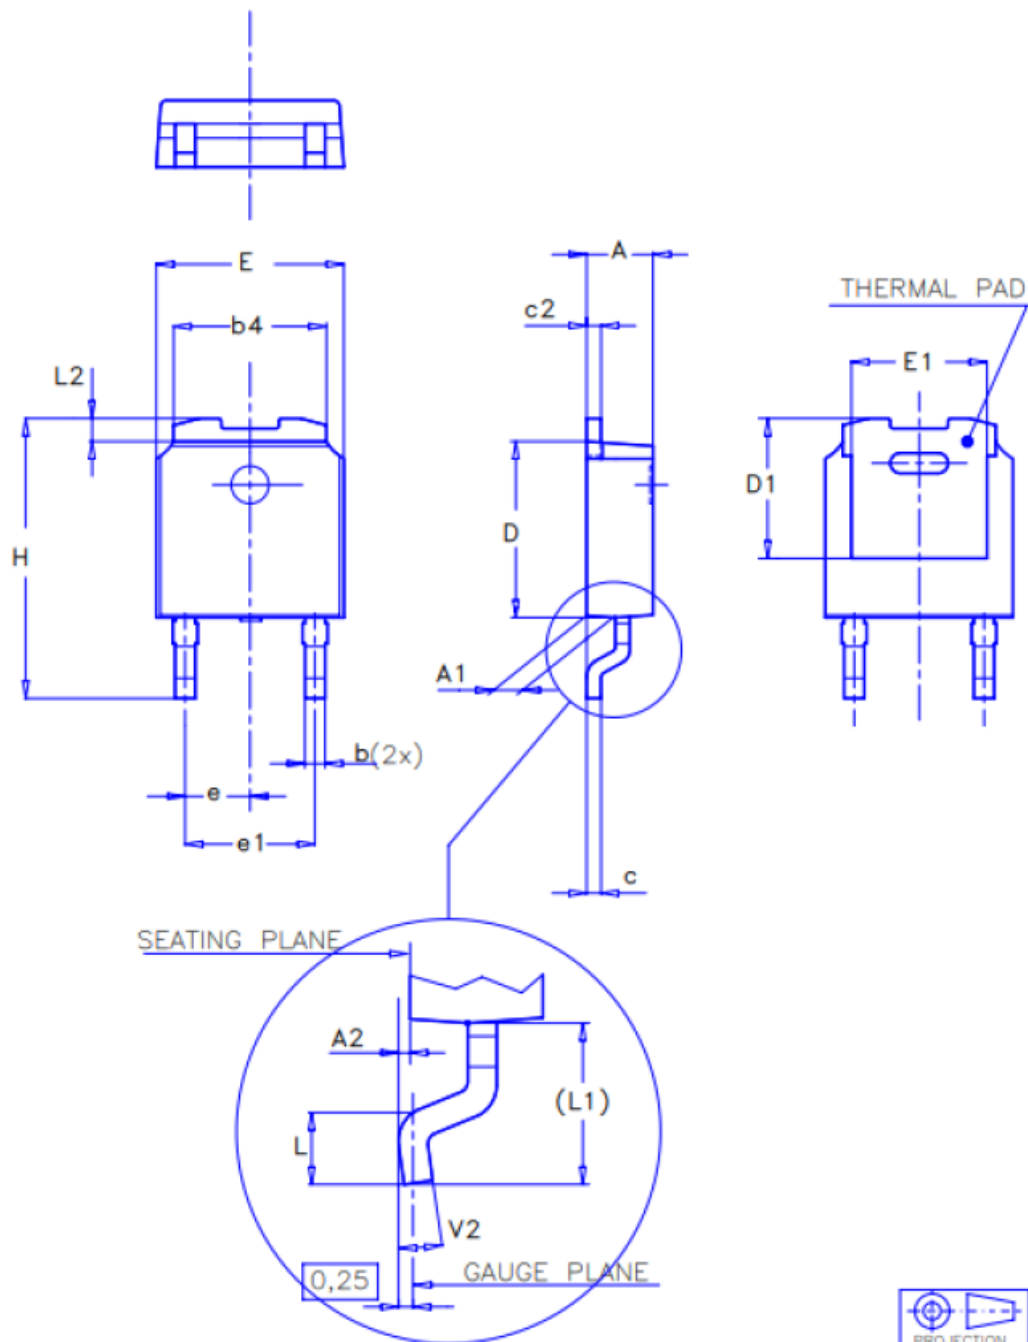 E
A
THERMAL PAD
c2
b4
E1
L2
D1
H
D
A1
b(2x)
e
e1
c
SEATING PLANE
A2
(L1)
L
V2
0,25
GAUGE PLANE
PROJECTION